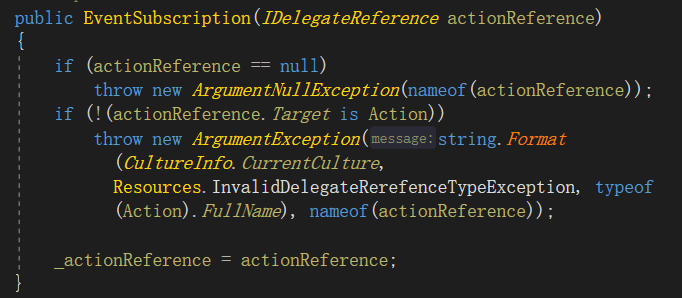 public EventSubscription(IDelegateReference actionReference)
{
if (actionReference == null)
throw new ArgumentNullException(nameof(actionReference));
if (!(actionReference.Target is Action))
throw new ArgumentException(message:string.Format
(CultureInfo.CurrentCulture,
Resources.InvalidDelegateRerefenceTypeException, typeof
(Action).FullName), nameof(actionReference));
_actionReference = actionReference;
}